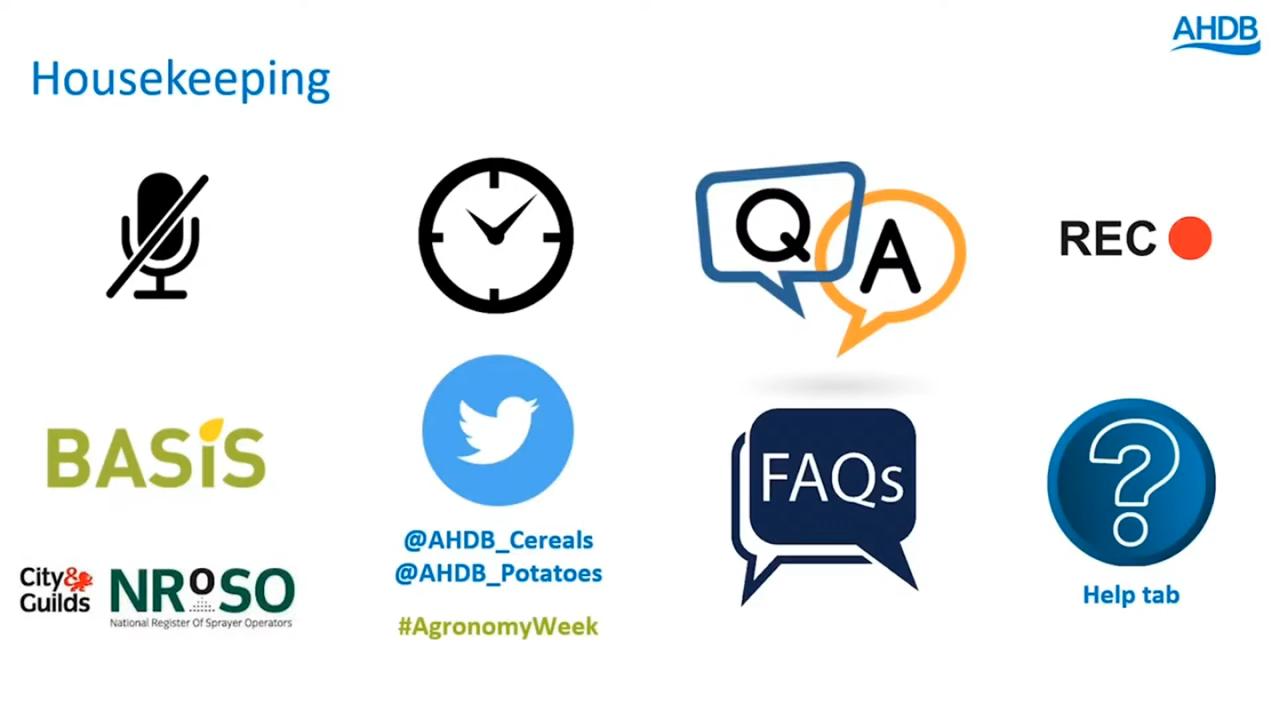 AHDB
Housekeeping
Q A
REC
BASiS
FAQs
@AHDB_Cereals
@AHDB_Potatoes
#AgronomyWeek
City&
Guilds
NRoSO
National Register Of Sprayer Operators
?
Help tab